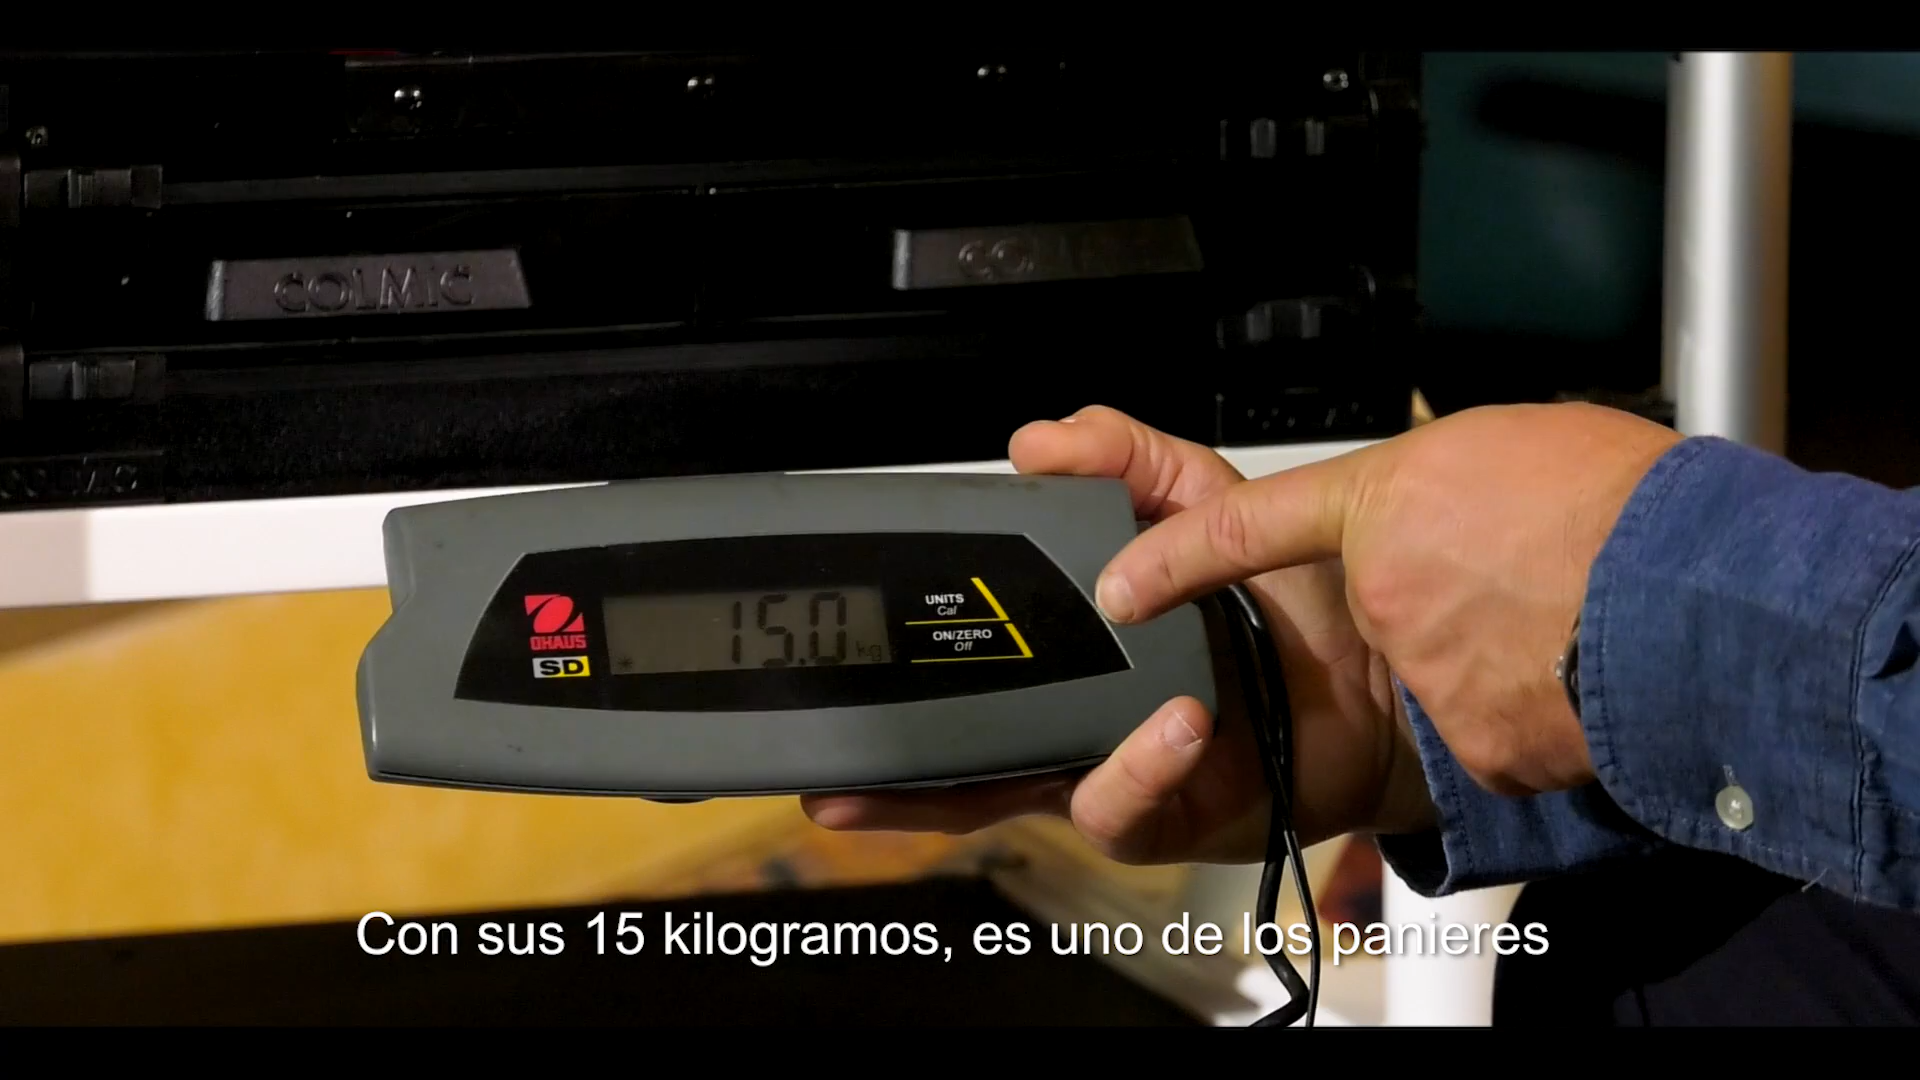 COLMIC
UNITS
Cal
ON/ZERO
Off
15.0 kg
OHAUS
SD
Con sus 15 kilogramos, es uno de los panieres